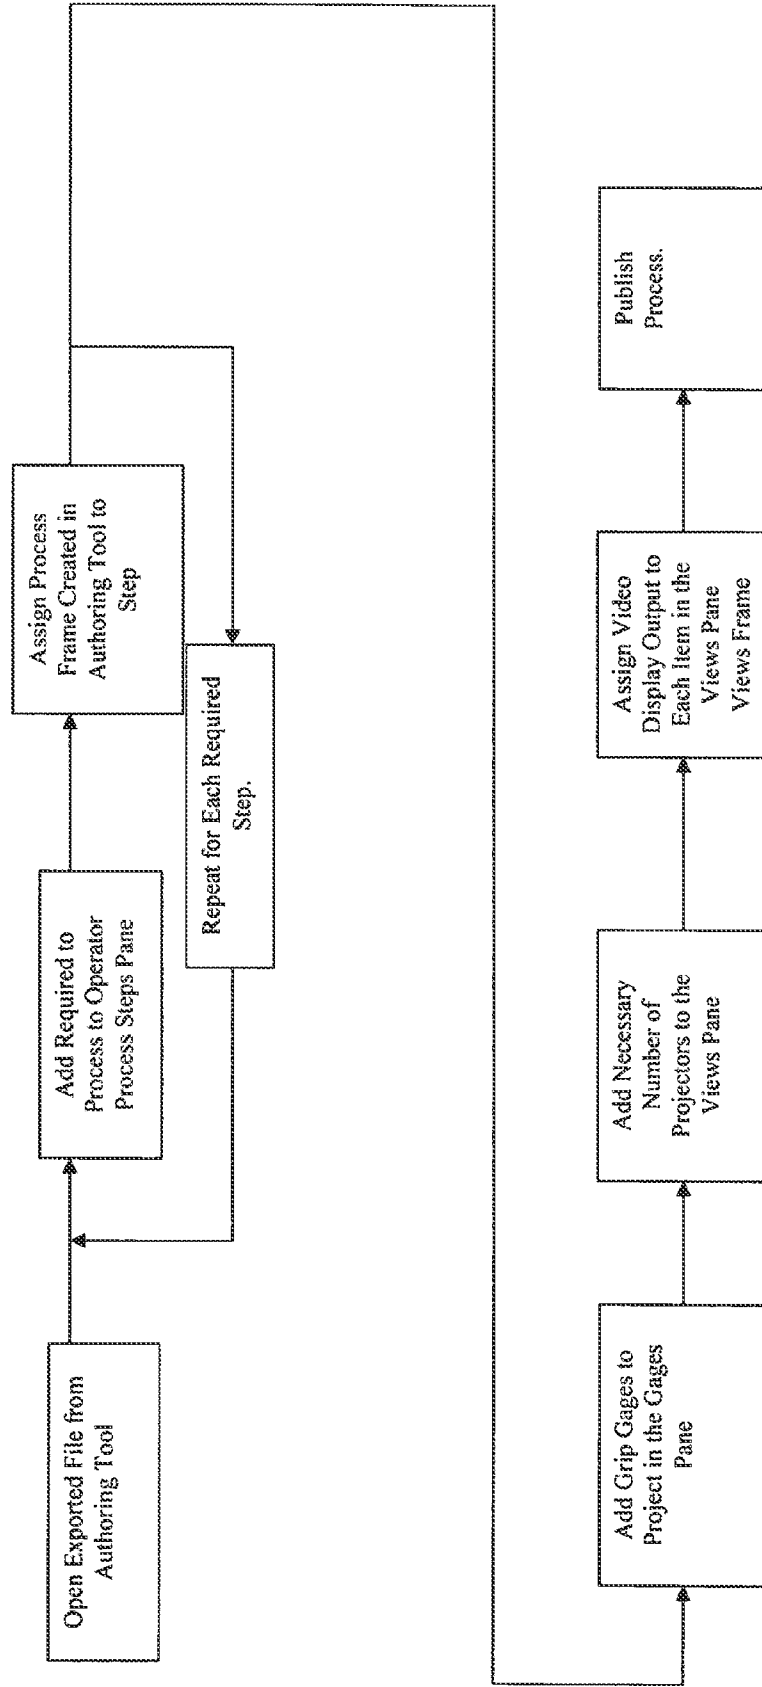 Open Exported File from
Authoring Tool
Add Required to
Process to Operator
Process Steps Pane
Assign Process
Frame Created in
Authoring Tool to
Step
Repeat for Each Required
Step.
Add Grip Gages to
Project in the Gages
Pane
Add Necessary
Number of
Projectors to the
Views Pane
Assign Video
Display Output to
Each Item in the
Views Pane
Views Frame
Publish
Process.